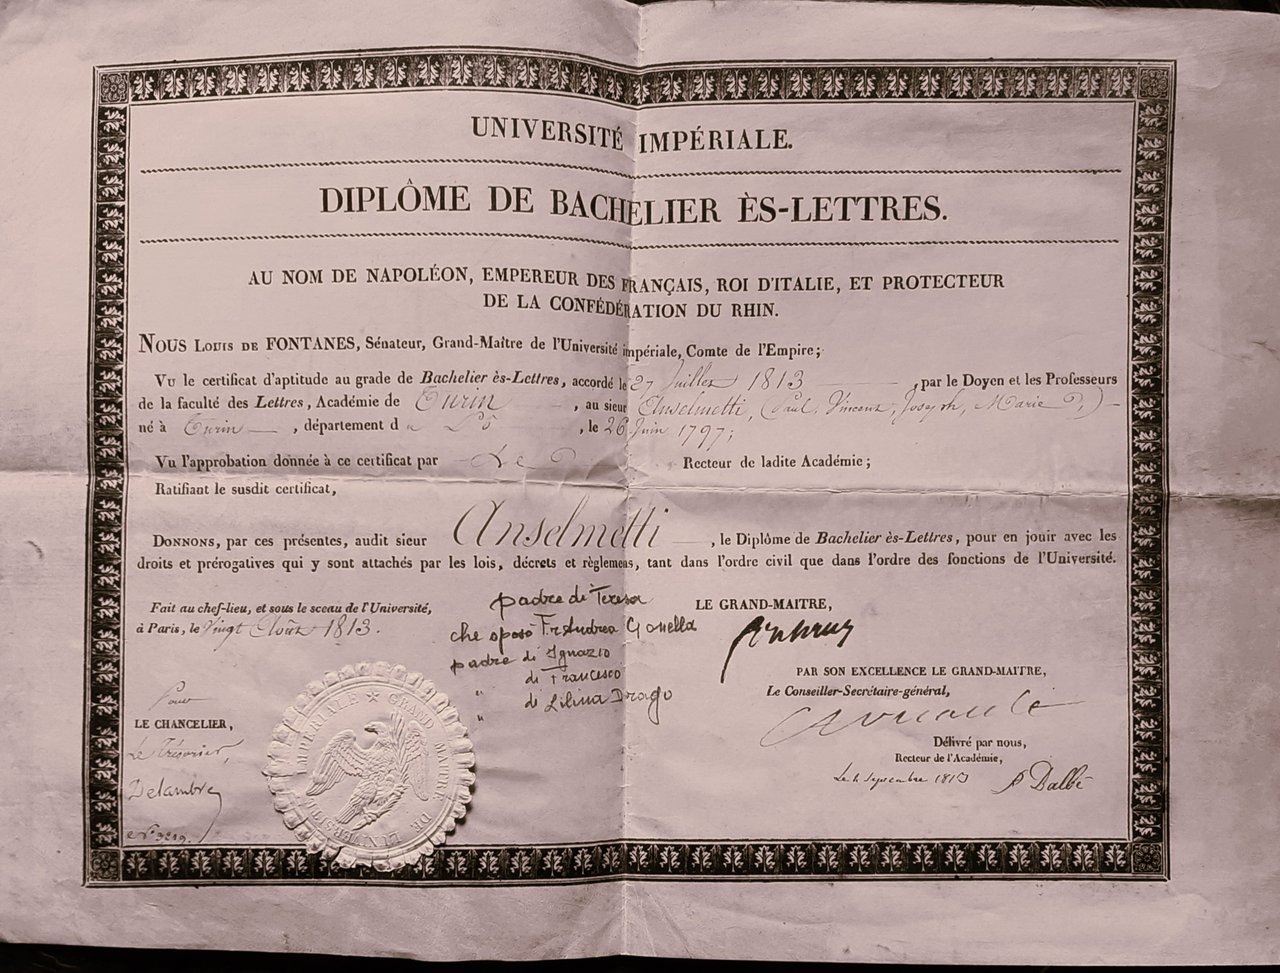 UNIVERSITÉ IMPÉRIALE.
DIPLÔME DE BACHELIER ÈS-LETTRES.
AU NOM DE NAPOLÉON, EMPEREUR DES FRANÇAIS, ROI D'ITALIE, ET PROTECTEUR
DE LA CONFÉDÉRATION DU RHIN.
NOUS LOUIS DE FONTANES, Sénateur, Grand-Maître de l'Université impériale, Comte de l'Empire;
VU le certificat d'aptitude au grade de Bachelier ès-Lettres, accordé le 27 Juillet 1813, par le Doyen et les Professeurs
de la faculté des Lettres, Académie de Turin, au sieur Anselmetti, (Paul, Vincent, Joseph, Marie)
né à Turin, département du Pô, le 26 Juin 1797;
Vu l'approbation donnée à ce certificat par Le Recteur de ladite Académie;
Ratifiant le susdit certificat,
DONNONS, par ces présentes, audit sieur Anselmetti, le Diplôme de Bachelier ès-Lettres, pour en jouir avec les
droits et prérogatives qui y sont attachés par les lois, décrets et règlemens, tant dans l'ordre civil que dans l'ordre des fonctions de l'Université.
Fait au chef-lieu, et sous le sceau de l'Université,
à Paris, le Vingt Août 1813.
padre di Teresa
che sposò Fr Andrea Gonella
padre di Ignazio
" di Francesco
" di Lilina Drago
LE GRAND-MAITRE,
PAR SON EXCELLENCE LE GRAND-MAITRE,
Le Conseiller-Secrétaire-général,
Délivré par nous,
Recteur de l'Académie,
Le 4 Septembre 1813
P Dalbé
Pour
LE CHANCELIER,
Le Trésorier,
Delambre
N.° 9219.
GRAND MAITRE DE L'UNIVERSITÉ IMPÉRIALE